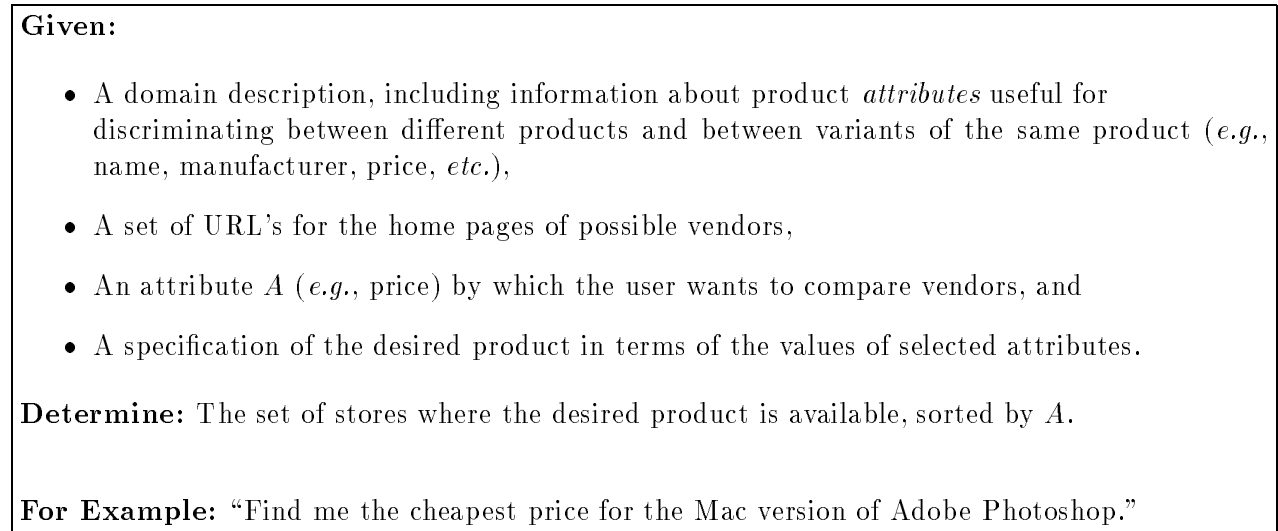 Given:
• A domain description, including information about product attributes useful for
discriminating between different products and between variants of the same product (e.g.,
name, manufacturer, price, etc.),
• A set of URL's for the home pages of possible vendors,
• An attribute A (e.g., price) by which the user wants to compare vendors, and
• A specification of the desired product in terms of the values of selected attributes.
Determine: The set of stores where the desired product is available, sorted by A.
For Example: “Find me the cheapest price for the Mac version of Adobe Photoshop.”